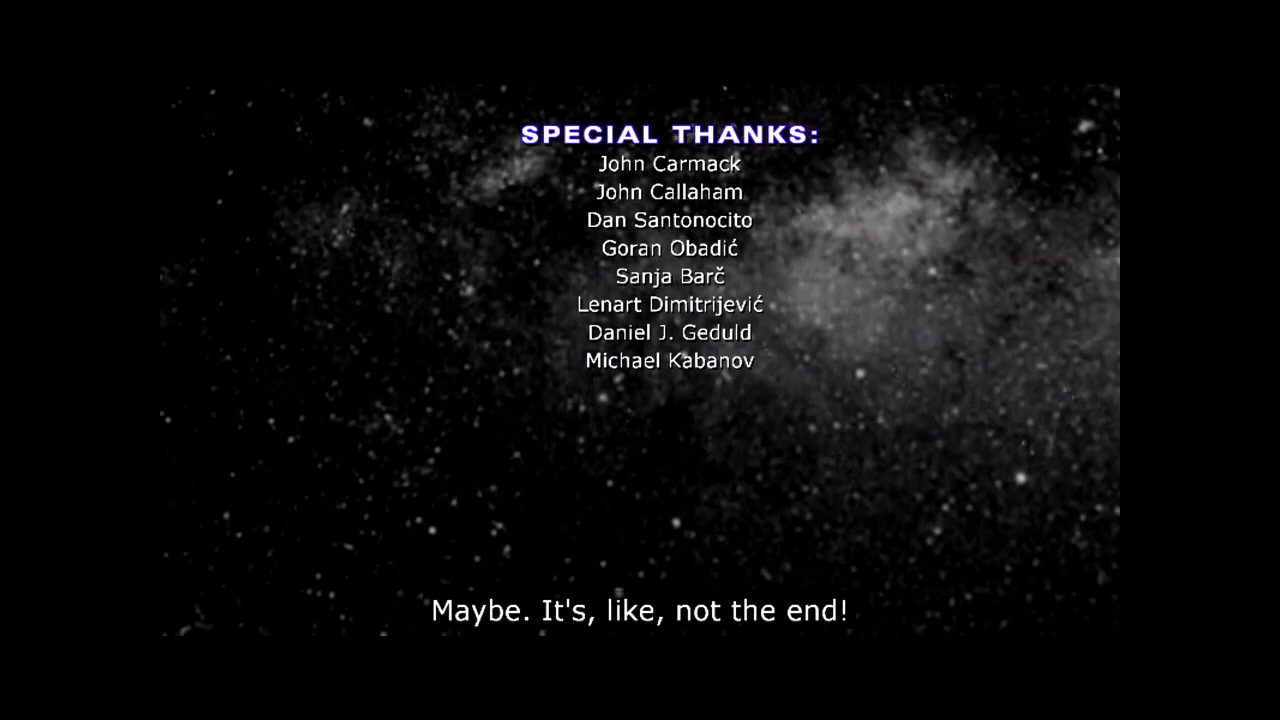 SPECIAL THANKS:
John Carmack
John Callaham
Dan Santonocito
Goran Obadić
Sanja Barč
Lenart Dimitrijević
Daniel J. Geduld
Michael Kabanov
Maybe. It's, like, not the end!